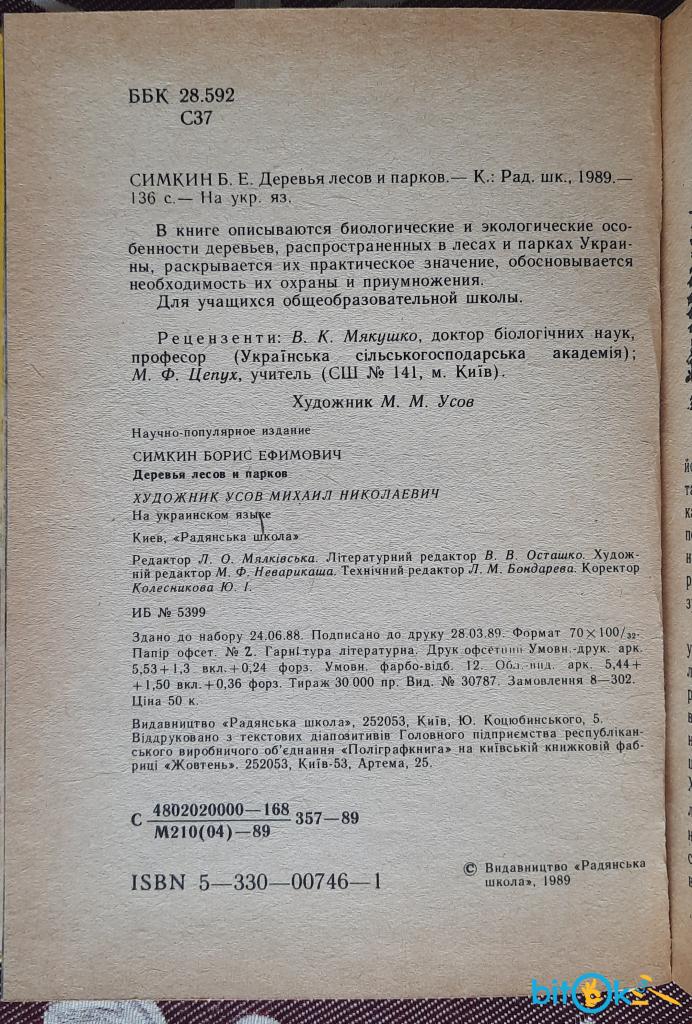 ББК 28.592
С37
СИМКИН Б. Е. Деревья лесов и парков.— К.: Рад. шк., 1989.—
136 с.— На укр. яз.
В книге описываются биологические и экологические осо-
бенности деревьев, распространенных в лесах и парках Украи-
ны, раскрывается их практическое значение, обосновывается
необходимость их охраны и приумножения.
Для учащихся общеобразовательной школы.
Рецензенти: В. К. Мякушко, доктор біологічних наук,
професор (Українська сільськогосподарська академія);
М. Ф. Цепух, учитель (СШ № 141, м. Київ).
Художник М. М. Усов
Научно-популярное издание
СИМКИН БОРИС ЕФИМОВИЧ
Деревья лесов и парков
ХУДОЖНИК УСОВ МИХАИЛ НИКОЛАЕВИЧ
На украинском языке
Киев, «Радянська школа»
Редактор Л. О. Мялківська. Літературний редактор В. В. Осташко. Худож-
ній редактор М. Ф. Неварикаша. Технічний редактор Л. М. Бондарева. Коректор
Колесникова Ю. І.
ИБ № 5399
Здано до набору 24.06.88. Подписано до друку 28.03.89. Формат 70×100/32.
Папір офсет. № 2. Гарнітура літературна. Друк офсетний Умовн.-друк. арк.
5,53+1,3 вкл.+0,24 форз. Умовн. фарбо-відб. 12. Обл.-вид. арк. 5,44+
+1,50 вкл.+0,36 форз. Тираж 30 000 пр. Вид. № 30787. Замовлення 8—302.
Ціна 50 к.
Видавництво «Радянська школа», 252053, Київ, Ю. Коцюбинського, 5.
Віддруковано з текстових діапозитивів Головного підприємства республікан-
ського виробничого об'єднання «Поліграфкнига» на київській книжковій фаб-
риці «Жовтень». 252053, Київ-53, Артема, 25.
С 4802020000—168 357—89
М210(04)—89
ISBN 5—330—00746—1
© Видавництво «Радянська
школа», 1989